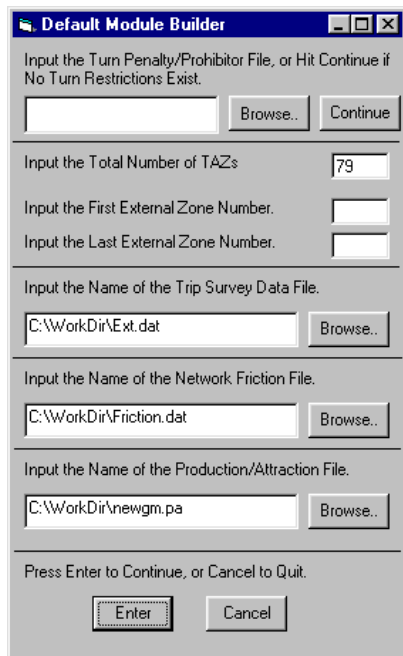 Default Module Builder
Input the Turn Penalty/Prohibitor File, or Hit Continue if
No Turn Restrictions Exist.
Browse.. Continue
Input the Total Number of TAZs 79
Input the First External Zone Number.
Input the Last External Zone Number.
Input the Name of the Trip Survey Data File.
C:\WorkDir\Ext.dat Browse..
Input the Name of the Network Friction File.
C:\WorkDir\Friction.dat Browse..
Input the Name of the Production/Attraction File.
C:\WorkDir\newgm.pa Browse..
Press Enter to Continue, or Cancel to Quit.
Enter Cancel